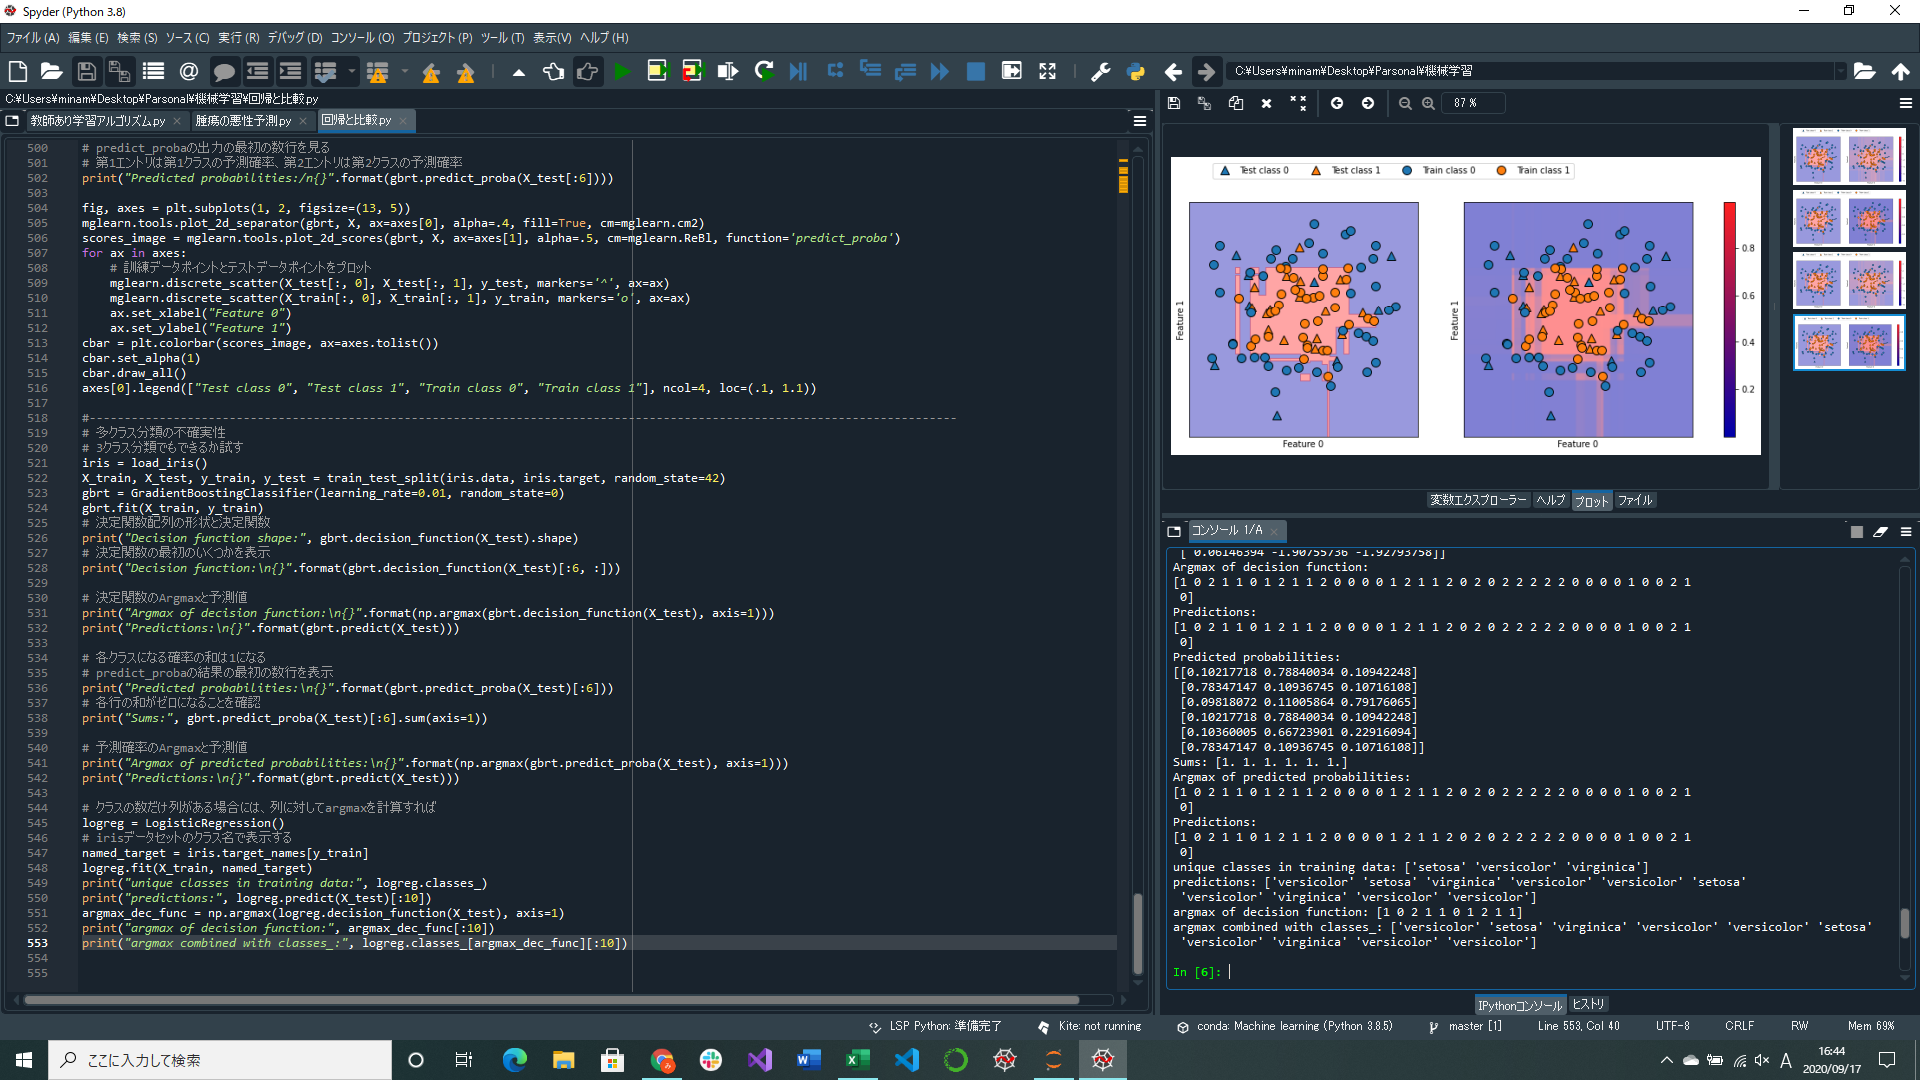 Spyder (Python 3.8)
ファイル (A) 編集 (E) 検索 (S) ソース (C) 実行 (R) デバッグ (D) コンソール (O) プロジェクト (P) ツール (T) 表示(V) ヘルプ (H)
C:¥Users¥minam¥Desktop¥Parsonal¥機械学習
C:¥Users¥minam¥Desktop¥Parsonal¥機械学習¥回帰と比較.py
教師あり学習アルゴリズム.py 腫瘍の悪性予測.py 回帰と比較.py
500 # predict_probaの出力の最初の数行を見る
501 # 第1エントリは第1クラスの予測確率、第2エントリは第2クラスの予測確率
502 print("Predicted probabilities:/n{}".format(gbrt.predict_proba(X_test[:6])))
503
504 fig, axes = plt.subplots(1, 2, figsize=(13, 5))
505 mglearn.tools.plot_2d_separator(gbrt, X, ax=axes[0], alpha=.4, fill=True, cm=mglearn.cm2)
506 scores_image = mglearn.tools.plot_2d_scores(gbrt, X, ax=axes[1], alpha=.5, cm=mglearn.ReBl, function='predict_proba')
507 for ax in axes:
508 # 訓練データポイントとテストデータポイントをプロット
509 mglearn.discrete_scatter(X_test[:, 0], X_test[:, 1], y_test, markers='^', ax=ax)
510 mglearn.discrete_scatter(X_train[:, 0], X_train[:, 1], y_train, markers='o', ax=ax)
511 ax.set_xlabel("Feature 0")
512 ax.set_ylabel("Feature 1")
513 cbar = plt.colorbar(scores_image, ax=axes.tolist())
514 cbar.set_alpha(1)
515 cbar.draw_all()
516 axes[0].legend(["Test class 0", "Test class 1", "Train class 0", "Train class 1"], ncol=4, loc=(.1, 1.1))
517
518 #---------------------------------------------------------------------------------------------------------------------------
519 # 多クラス分類の不確実性
520 # 3クラス分類でもできるか試す
521 iris = load_iris()
522 X_train, X_test, y_train, y_test = train_test_split(iris.data, iris.target, random_state=42)
523 gbrt = GradientBoostingClassifier(learning_rate=0.01, random_state=0)
524 gbrt.fit(X_train, y_train)
525 # 決定関数配列の形状と決定関数
526 print("Decision function shape:", gbrt.decision_function(X_test).shape)
527 # 決定関数の最初のいくつかを表示
528 print("Decision function:\n{}".format(gbrt.decision_function(X_test)[:6, :]))
529
530 # 決定関数のArgmaxと予測値
531 print("Argmax of decision function:\n{}".format(np.argmax(gbrt.decision_function(X_test), axis=1)))
532 print("Predictions:\n{}".format(gbrt.predict(X_test)))
533
534 # 各クラスになる確率の和は1になる
535 # predict_probaの結果の最初の数行を表示
536 print("Predicted probabilities:\n{}".format(gbrt.predict_proba(X_test)[:6]))
537 # 各行の和がゼロになることを確認
538 print("Sums:", gbrt.predict_proba(X_test)[:6].sum(axis=1))
539
540 # 予測確率のArgmaxと予測値
541 print("Argmax of predicted probabilities:\n{}".format(np.argmax(gbrt.predict_proba(X_test), axis=1)))
542 print("Predictions:\n{}".format(gbrt.predict(X_test)))
543
544 # クラスの数だけ列がある場合には、列に対してargmaxを計算すれば
545 logreg = LogisticRegression()
546 # irisデータセットのクラス名で表示する
547 named_target = iris.target_names[y_train]
548 logreg.fit(X_train, named_target)
549 print("unique classes in training data:", logreg.classes_)
550 print("predictions:", logreg.predict(X_test)[:10])
551 argmax_dec_func = np.argmax(logreg.decision_function(X_test), axis=1)
552 print("argmax of decision function:", argmax_dec_func[:10])
553 print("argmax combined with classes_:", logreg.classes_[argmax_dec_func][:10])
554
555
87 %
Test class 0 Test class 1 Train class 0 Train class 1
Feature 1
Feature 0
Feature 1
Feature 0
0.8
0.6
0.4
0.2
変数エクスプローラー ヘルプ プロット ファイル
コンソール 1/A
[ 0.06146394 -1.90755736 -1.92793758]]
Argmax of decision function:
[1 0 2 1 1 0 1 2 1 1 2 0 0 0 0 1 2 1 1 2 0 2 0 2 2 2 2 2 0 0 0 0 1 0 0 2 1
0]
Predictions:
[1 0 2 1 1 0 1 2 1 1 2 0 0 0 0 1 2 1 1 2 0 2 0 2 2 2 2 2 0 0 0 0 1 0 0 2 1
0]
Predicted probabilities:
[[0.10217718 0.78840034 0.10942248]
[0.78347147 0.10936745 0.10716108]
[0.09818072 0.11005864 0.79176065]
[0.10217718 0.78840034 0.10942248]
[0.10360005 0.66723901 0.22916094]
[0.78347147 0.10936745 0.10716108]]
Sums: [1. 1. 1. 1. 1. 1.]
Argmax of predicted probabilities:
[1 0 2 1 1 0 1 2 1 1 2 0 0 0 0 1 2 1 1 2 0 2 0 2 2 2 2 2 0 0 0 0 1 0 0 2 1
0]
Predictions:
[1 0 2 1 1 0 1 2 1 1 2 0 0 0 0 1 2 1 1 2 0 2 0 2 2 2 2 2 0 0 0 0 1 0 0 2 1
0]
unique classes in training data: ['setosa' 'versicolor' 'virginica']
predictions: ['versicolor' 'setosa' 'virginica' 'versicolor' 'versicolor' 'setosa'
'versicolor' 'virginica' 'versicolor' 'versicolor']
argmax of decision function: [1 0 2 1 1 0 1 2 1 1]
argmax combined with classes_: ['versicolor' 'setosa' 'virginica' 'versicolor' 'versicolor' 'setosa'
'versicolor' 'virginica' 'versicolor' 'versicolor']
In [6]:
IPythonコンソール ヒストリ
LSP Python: 準備完了 Kite: not running conda: Machine learning (Python 3.8.5) master [1] Line 553, Col 40 UTF-8 CRLF RW Mem 69%
ここに入力して検索
A
16:44
2020/09/17